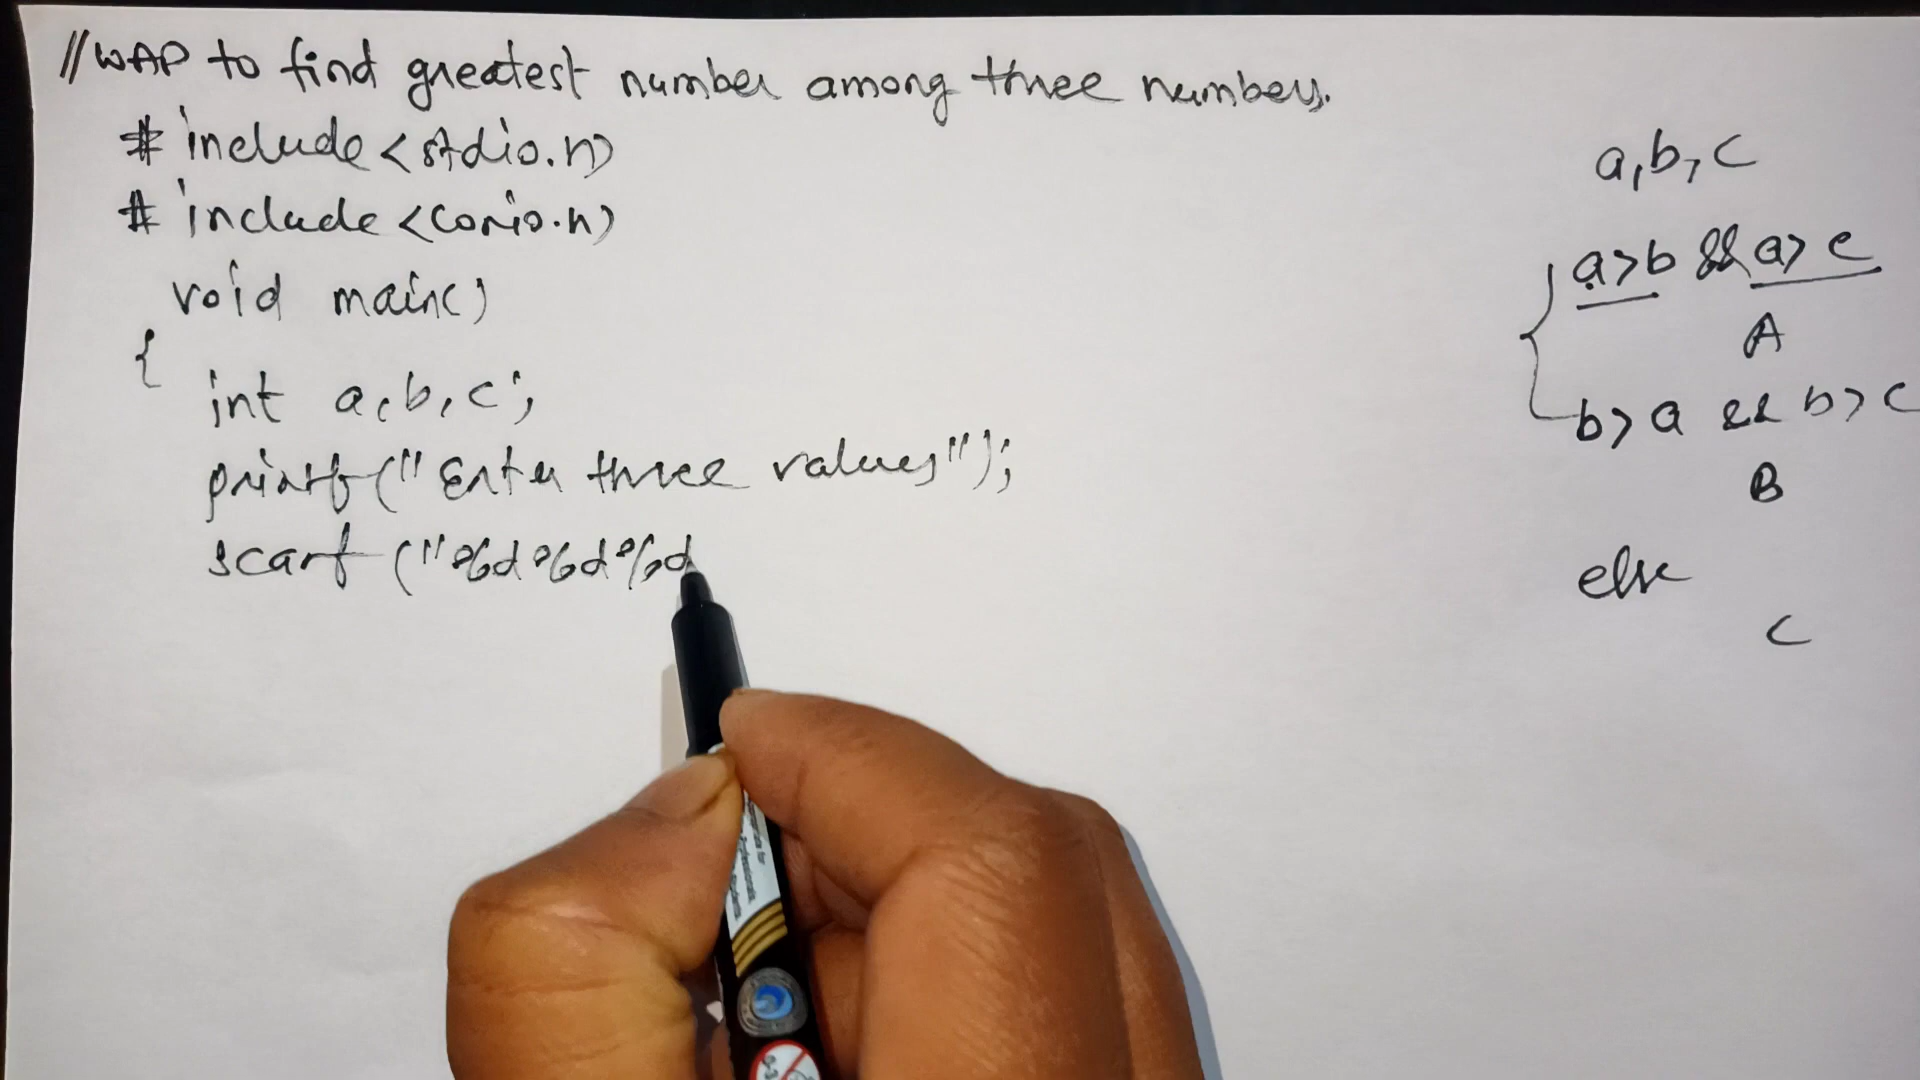 //WAP to find greatest number among three numbers.
# include <stdio.h>
# include <conio.h>
void main()
{
int a,b,c;
printf("Enter three values");
scanf ("%d%d%d
a,b,c
a>b && a>c
A
b>a && b>c
B
else
C